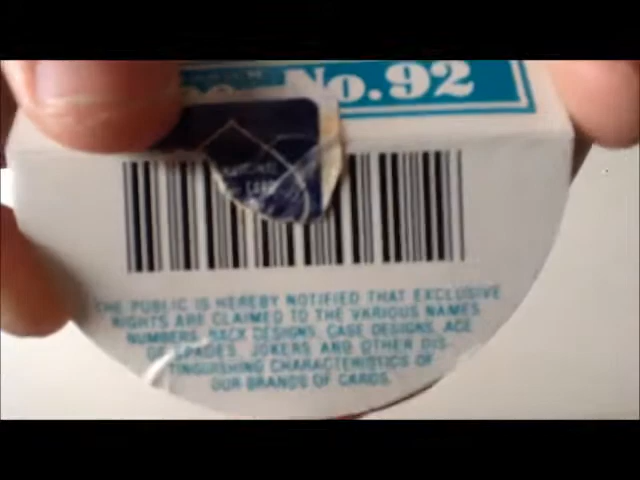 No.92
THE PUBLIC IS HEREBY NOTIFIED THAT EXCLUSIVE
RIGHTS ARE CLAIMED TO THE VARIOUS NAMES
NUMBERS, BACK DESIGNS, CASE DESIGNS, ACE
OF SPADES, JOKERS AND OTHER DIS-
TINGUISHING CHARACTERISTICS OF
OUR BRANDS OF CARDS.